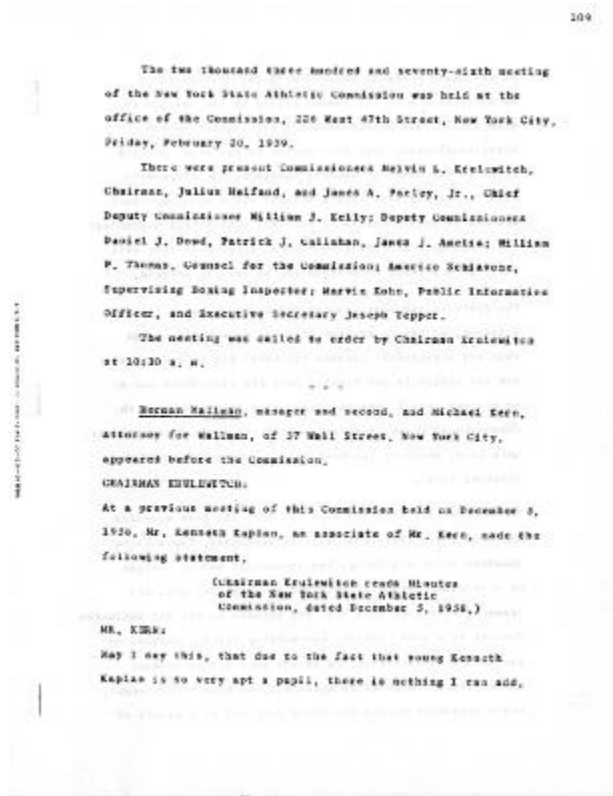 109
The two thousand three hundred and seventy-sixth meeting
of the New York State Athletic Commission was held at the
office of the Commission, 226 West 47th Street, New York City,
Friday, February 20, 1959.
There were present Commissioners Melvin L. Krulewitch,
Chairman, Julius Helfand, and James A. Farley, Jr., Chief
Deputy Commissioner William J. Kelly; Deputy Commissioners
Daniel J. Dowd, Patrick J. Callahan, James J. Amelia; William
P. Thomas, Counsel for the Commission; Americo Schiavone,
Supervising Boxing Inspector; Marvin Kohn, Public Information
Officer, and Executive Secretary Joseph Tepper.
The meeting was called to order by Chairman Krulewitch
at 10:30 a. m.
* * *
Herman Wallman, manager and second, and Michael Kern,
Attorney for Wallman, of 37 Wall Street, New York City,
appeared before the Commission.
CHAIRMAN KRULEWITCH:
At a previous meeting of this Commission held on December 5,
1958, Mr. Kenneth Kaplan, an associate of Mr. Kern, made the
following statement.
(Chairman Krulewitch reads Minutes
of the New York State Athletic
Commission, dated December 5, 1958.)
MR. KERN:
May I say this, that due to the fact that young Kenneth
Kaplan is so very apt a pupil, there is nothing I can add,